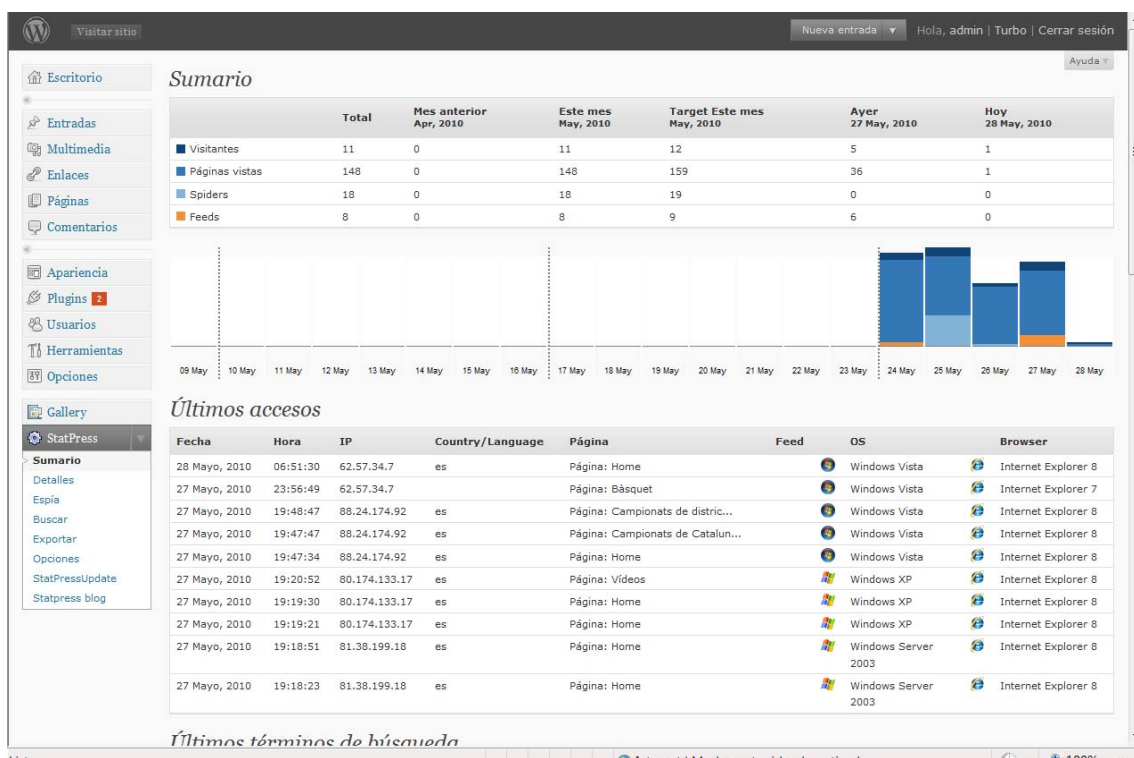 Visitar sitio
Nueva entrada
Hola, admin | Turbo | Cerrar sesión
Ayuda
Escritorio
Entradas
Multimedia
Enlaces
Páginas
Comentarios
Apariencia
Plugins 2
Usuarios
Herramientas
Opciones
Gallery
StatPress
Sumario
Detalles
Espía
Buscar
Exportar
Opciones
StatPressUpdate
Statpress blog
Sumario
Total Mes anterior Este mes Target Este mes Ayer Hoy
Apr, 2010 May, 2010 May, 2010 27 May, 2010 28 May, 2010
Visitantes 11 0 11 12 5 1
Páginas vistas 148 0 148 159 36 1
Spiders 18 0 18 19 0 0
Feeds 8 0 8 9 6 0
09 May 10 May 11 May 12 May 13 May 14 May 15 May 16 May 17 May 18 May 19 May 20 May 21 May 22 May 23 May 24 May 25 May 26 May 27 May 28 May
Últimos accesos
Fecha Hora IP Country/Language Página Feed OS Browser
28 Mayo, 2010 06:51:30 62.57.34.7 es Página: Home Windows Vista Internet Explorer 8
27 Mayo, 2010 23:56:49 62.57.34.7 Página: Bàsquet Windows Vista Internet Explorer 7
27 Mayo, 2010 19:48:47 88.24.174.92 es Página: Campionats de distric... Windows Vista Internet Explorer 8
27 Mayo, 2010 19:47:47 88.24.174.92 es Página: Campionats de Catalun... Windows Vista Internet Explorer 8
27 Mayo, 2010 19:47:34 88.24.174.92 es Página: Home Windows Vista Internet Explorer 8
27 Mayo, 2010 19:20:52 80.174.133.17 es Página: Vídeos Windows XP Internet Explorer 8
27 Mayo, 2010 19:19:30 80.174.133.17 es Página: Home Windows XP Internet Explorer 8
27 Mayo, 2010 19:19:21 80.174.133.17 es Página: Home Windows XP Internet Explorer 8
27 Mayo, 2010 19:18:51 81.38.199.18 es Página: Home Windows Server Internet Explorer 8
2003
27 Mayo, 2010 19:18:23 81.38.199.18 es Página: Home Windows Server Internet Explorer 8
2003
Últimos términos de búsqueda
100%